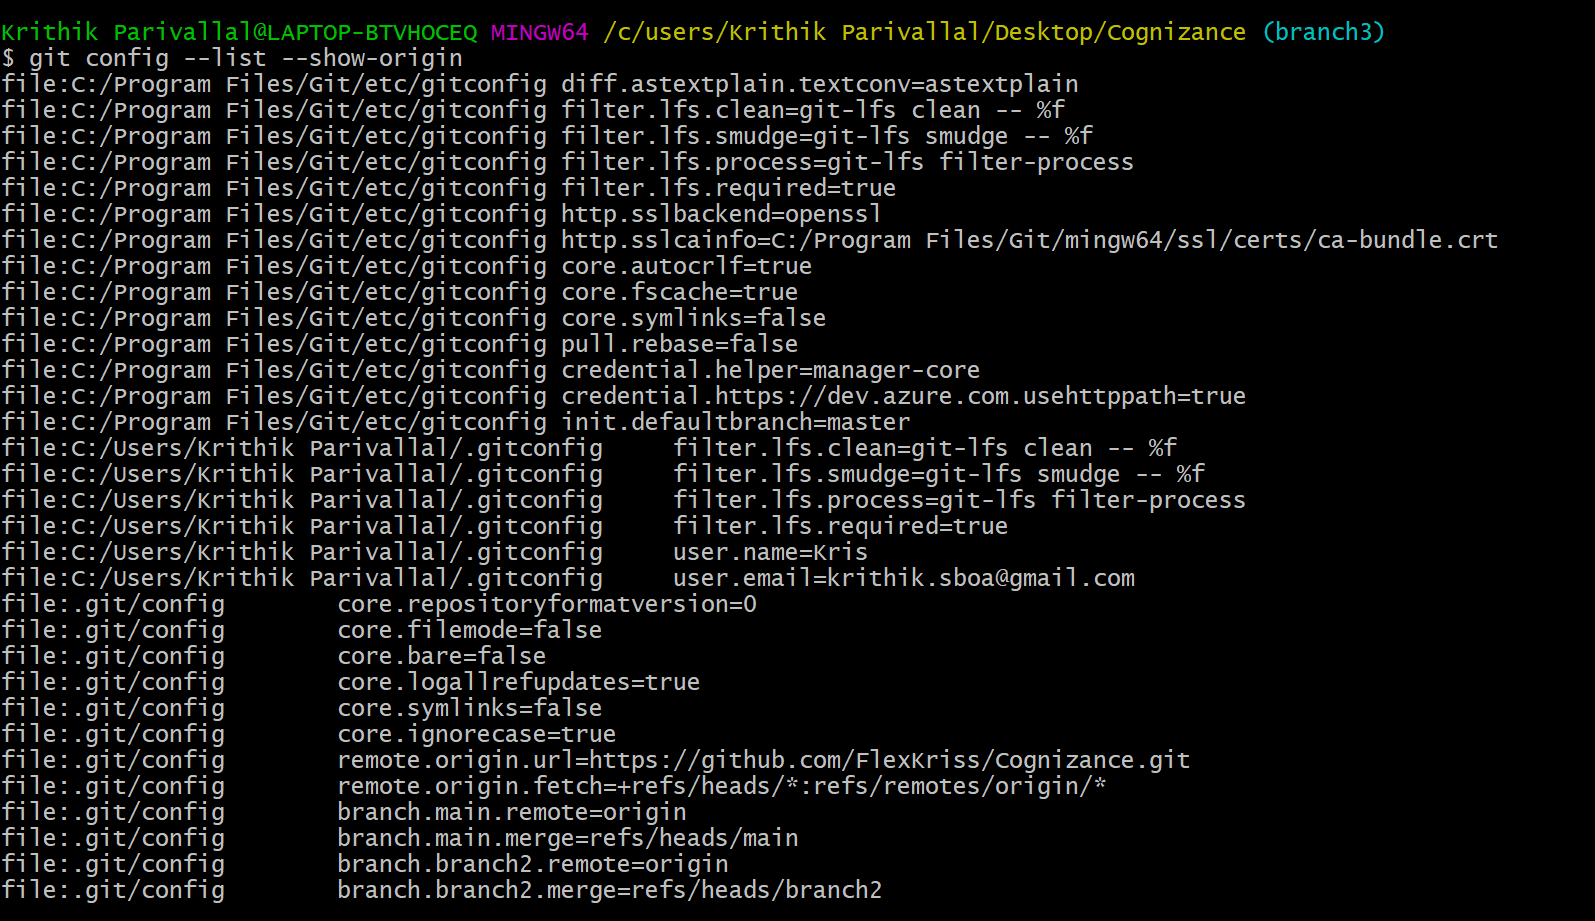 Krithik Parivallal@LAPTOP-BTVHOCEQ MINGW64 /c/users/Krithik Parivallal/Desktop/Cognizance (branch3)
$ git config --list --show-origin
file:C:/Program Files/Git/etc/gitconfig diff.astextplain.textconv=astextplain
file:C:/Program Files/Git/etc/gitconfig filter.lfs.clean=git-lfs clean -- %f
file:C:/Program Files/Git/etc/gitconfig filter.lfs.smudge=git-lfs smudge -- %f
file:C:/Program Files/Git/etc/gitconfig filter.lfs.process=git-lfs filter-process
file:C:/Program Files/Git/etc/gitconfig filter.lfs.required=true
file:C:/Program Files/Git/etc/gitconfig http.sslbackend=openssl
file:C:/Program Files/Git/etc/gitconfig http.sslcainfo=C:/Program Files/Git/mingw64/ssl/certs/ca-bundle.crt
file:C:/Program Files/Git/etc/gitconfig core.autocrlf=true
file:C:/Program Files/Git/etc/gitconfig core.fscache=true
file:C:/Program Files/Git/etc/gitconfig core.symlinks=false
file:C:/Program Files/Git/etc/gitconfig pull.rebase=false
file:C:/Program Files/Git/etc/gitconfig credential.helper=manager-core
file:C:/Program Files/Git/etc/gitconfig credential.https://dev.azure.com.usehttppath=true
file:C:/Program Files/Git/etc/gitconfig init.defaultbranch=master
file:C:/Users/Krithik Parivallal/.gitconfig     filter.lfs.clean=git-lfs clean -- %f
file:C:/Users/Krithik Parivallal/.gitconfig     filter.lfs.smudge=git-lfs smudge -- %f
file:C:/Users/Krithik Parivallal/.gitconfig     filter.lfs.process=git-lfs filter-process
file:C:/Users/Krithik Parivallal/.gitconfig     filter.lfs.required=true
file:C:/Users/Krithik Parivallal/.gitconfig     user.name=Kris
file:C:/Users/Krithik Parivallal/.gitconfig     user.email=krithik.sboa@gmail.com
file:.git/config        core.repositoryformatversion=0
file:.git/config        core.filemode=false
file:.git/config        core.bare=false
file:.git/config        core.logallrefupdates=true
file:.git/config        core.symlinks=false
file:.git/config        core.ignorecase=true
file:.git/config        remote.origin.url=https://github.com/FlexKriss/Cognizance.git
file:.git/config        remote.origin.fetch=+refs/heads/*:refs/remotes/origin/*
file:.git/config        branch.main.remote=origin
file:.git/config        branch.main.merge=refs/heads/main
file:.git/config        branch.branch2.remote=origin
file:.git/config        branch.branch2.merge=refs/heads/branch2